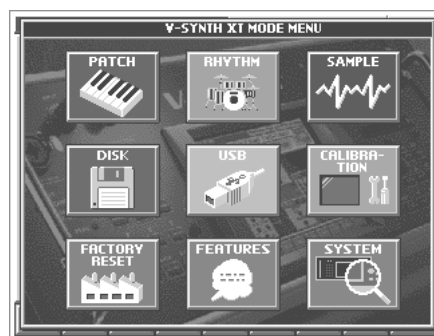 V-SYNTH XT MODE MENU
PATCH
RHYTHM
SAMPLE
DISK
USB
CALIBRA-
TION
FACTORY
RESET
FEATURES
SYSTEM